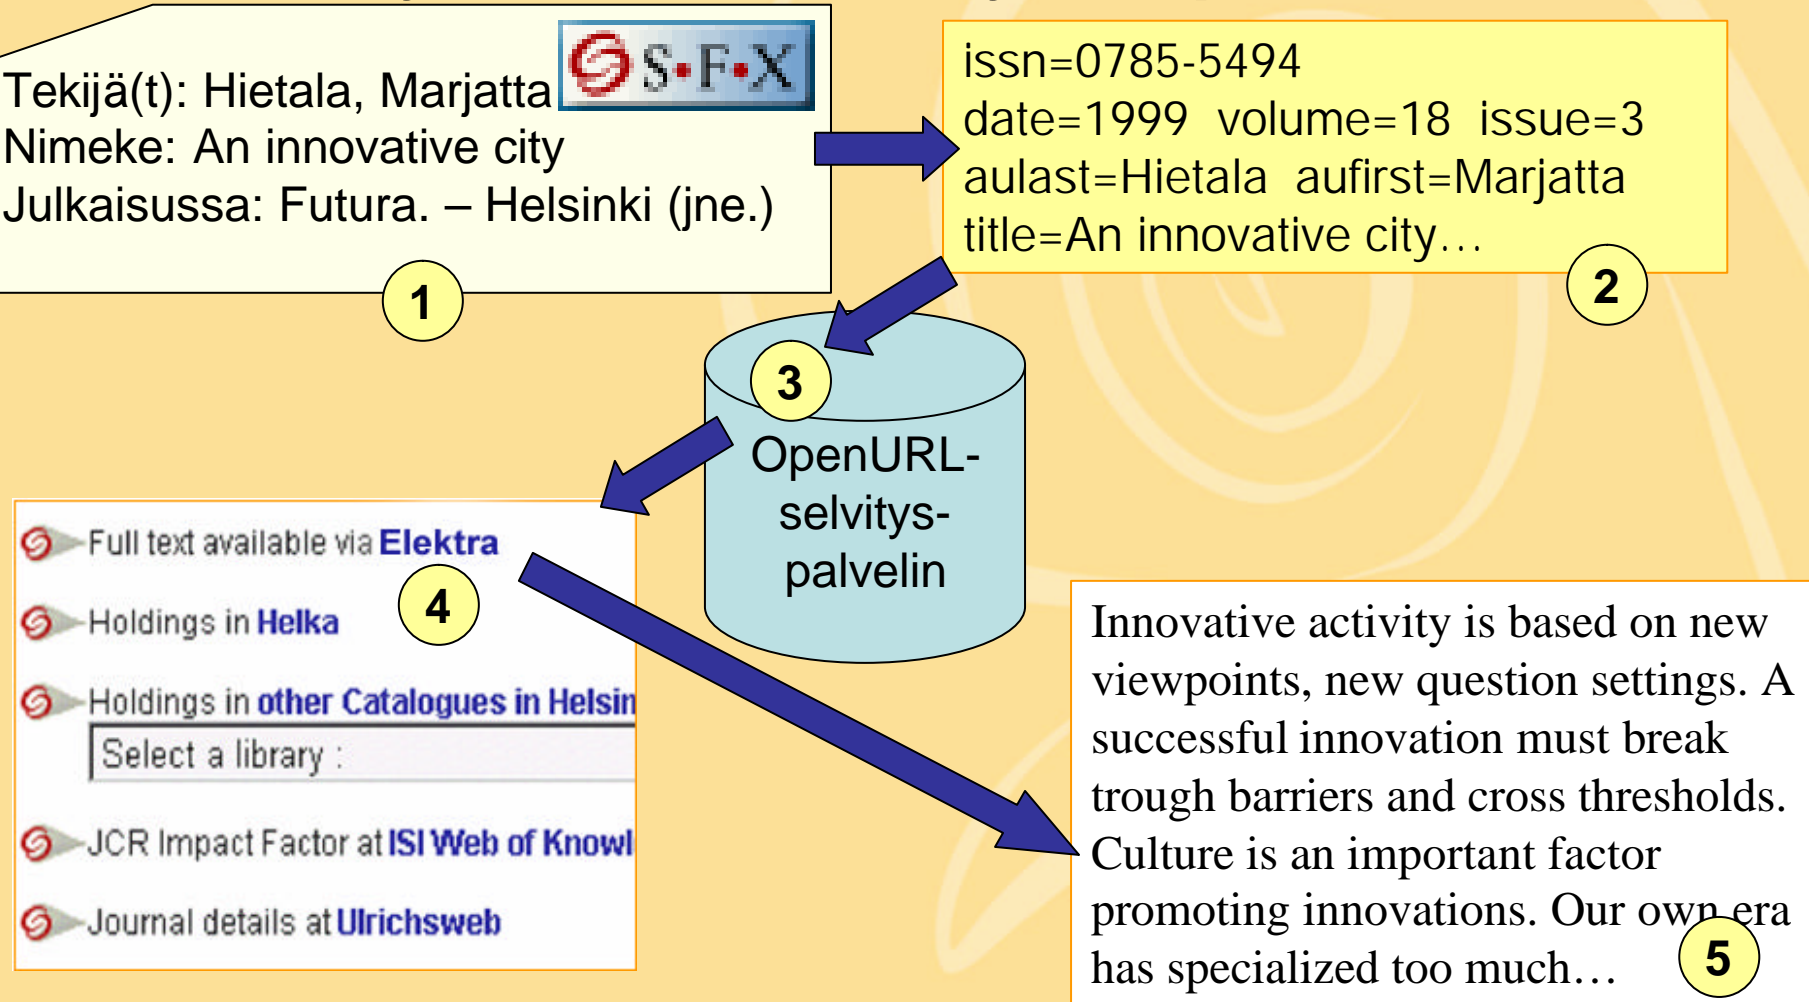 S•F•X
Tekijä(t): Hietala, Marjatta
Nimeke: An innovative city
Julkaisussa: Futura. – Helsinki (jne.)
1
issn=0785-5494
date=1999 volume=18 issue=3
aulast=Hietala aufirst=Marjatta
title=An innovative city…
2
3
OpenURL-
selvitys-
palvelin
Full text available via Elektra
4
Holdings in Helka
Holdings in other Catalogues in Helsin
Select a library :
JCR Impact Factor at ISI Web of Knowl
Journal details at Ulrichsweb
Innovative activity is based on new
viewpoints, new question settings. A
successful innovation must break
trough barriers and cross thresholds.
Culture is an important factor
promoting innovations. Our own era
has specialized too much…
5